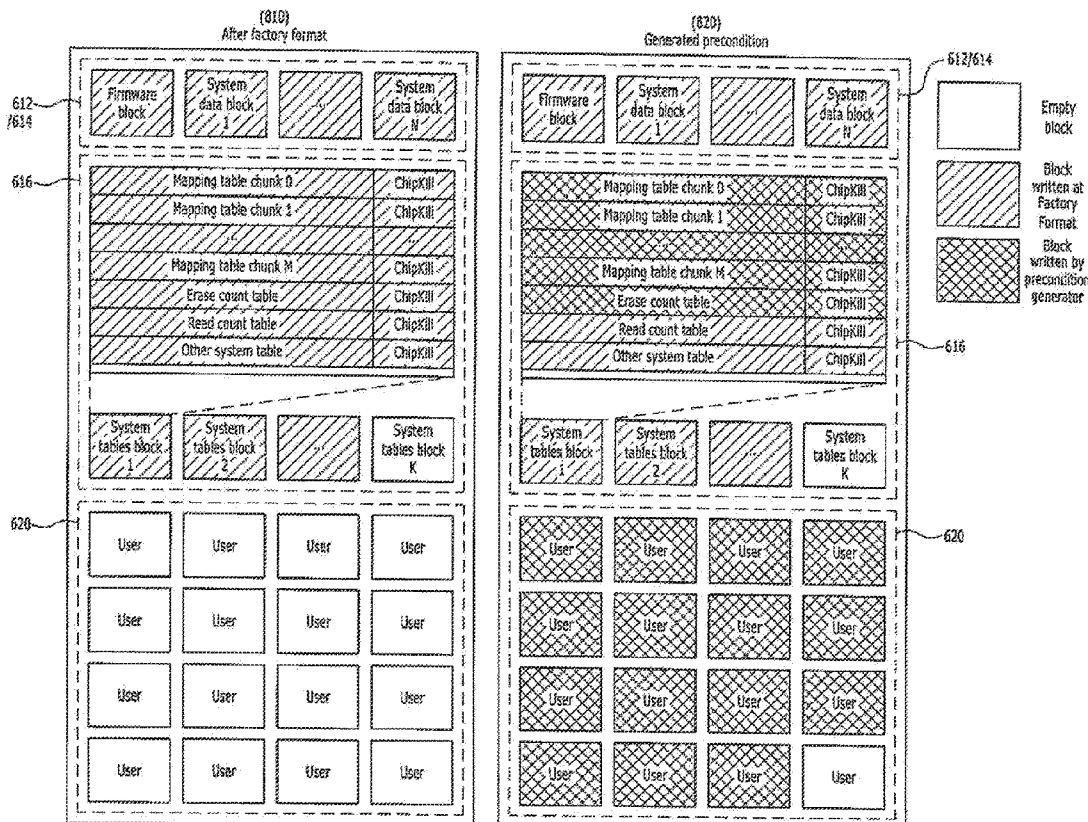 (810)
After factory format
(820)
Generated precondition
612
/614
Firmware
block
System
data block
1
...
System
data block
N
616
Mapping table chunk 0 ChipKill
Mapping table chunk 1 ChipKill
... ...
Mapping table chunk M ChipKill
Erase count table ChipKill
Read count table ChipKill
Other system table ChipKill
System
tables block
1
System
tables block
2
...
System
tables block
K
620
User User User User
User User User User
User User User User
User User User User
612/614
Firmware
block
System
data block
1
...
System
data block
N
Mapping table chunk 0 ChipKill
Mapping table chunk 1 ChipKill
... ...
Mapping table chunk M ChipKill
Erase count table ChipKill
Read count table ChipKill
Other system table ChipKill
616
System
tables block
1
System
tables block
2
...
System
tables block
K
620
User User User User
User User User User
User User User User
User User User User
Empty
block
Block
written at
Factory
Format
Block
written by
precondition
generator